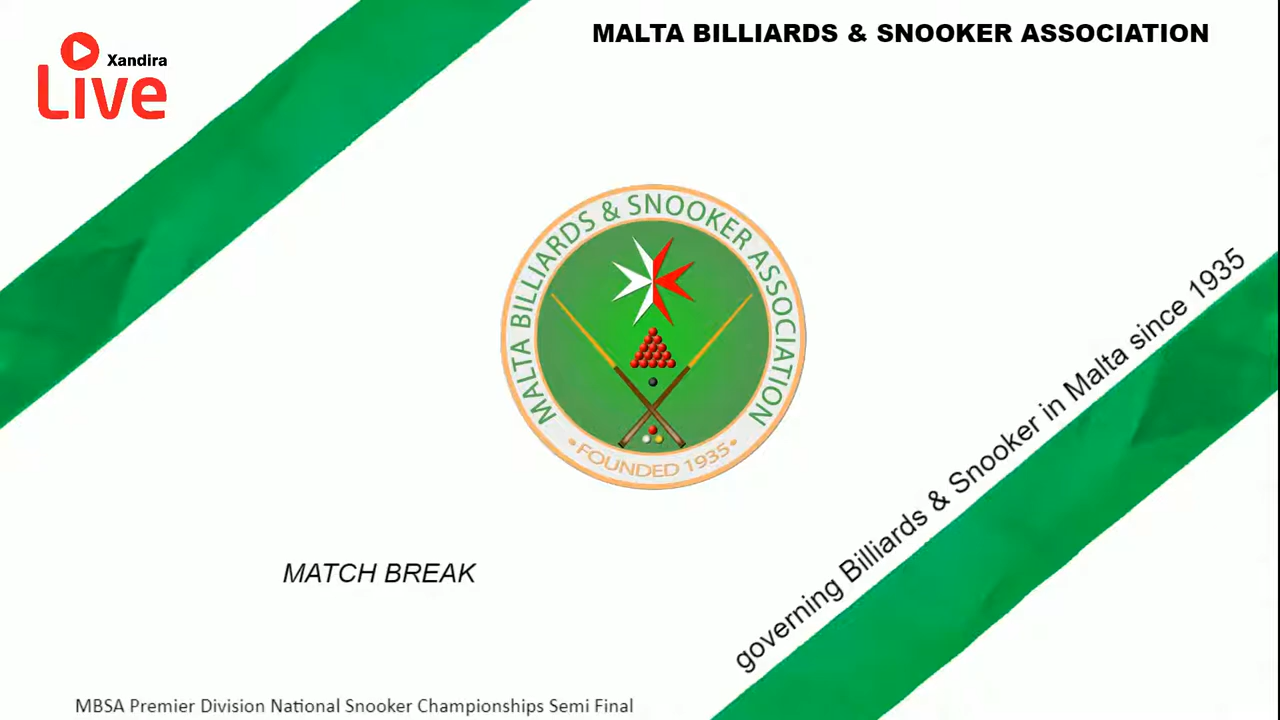 MALTA BILLIARDS & SNOOKER ASSOCIATION
Xandira
Live
MALTA BILLIARDS & SNOOKER ASSOCIATION
• FOUNDED 1935 •
governing Billiards & Snooker in Malta since 1935
MATCH BREAK
MBSA Premier Division National Snooker Championships Semi Final